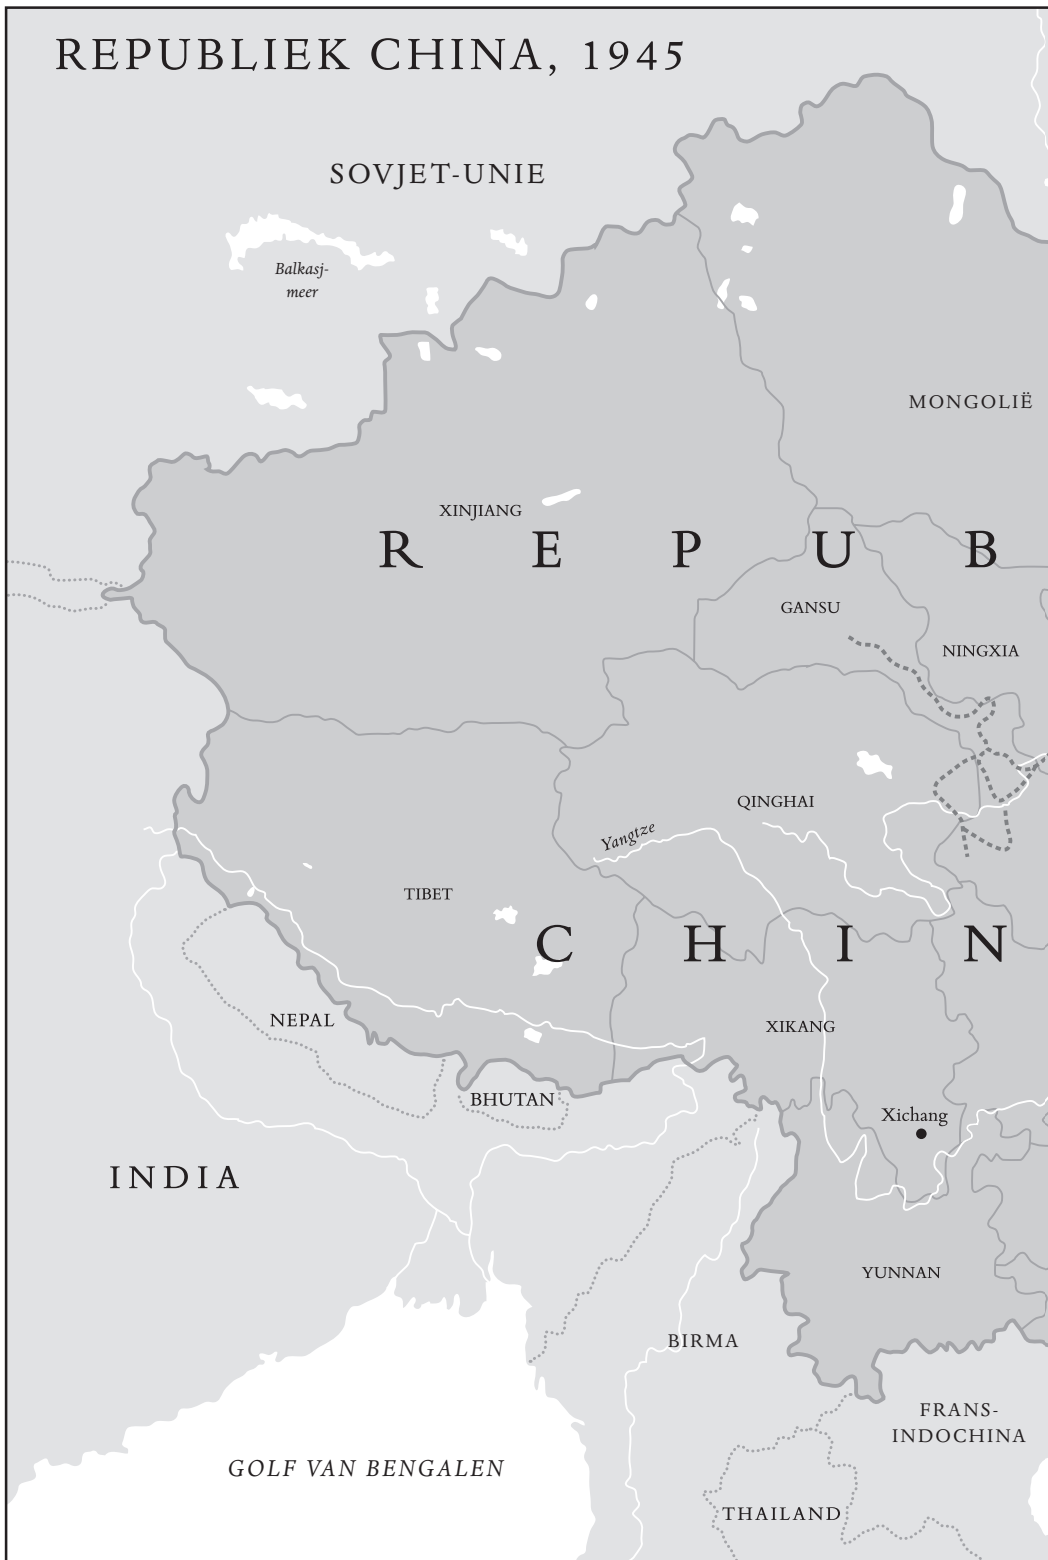 REPUBLIEK CHINA, 1945
SOVJET-UNIE
Balkasj-
meer
MONGOLIË
XINJIANG
R E P U B
GANSU
NINGXIA
QINGHAI
Yangtze
TIBET
C H I N
NEPAL
XIKANG
BHUTAN
Xichang
INDIA
YUNNAN
BIRMA
FRANS-
INDOCHINA
GOLF VAN BENGALEN
THAILAND